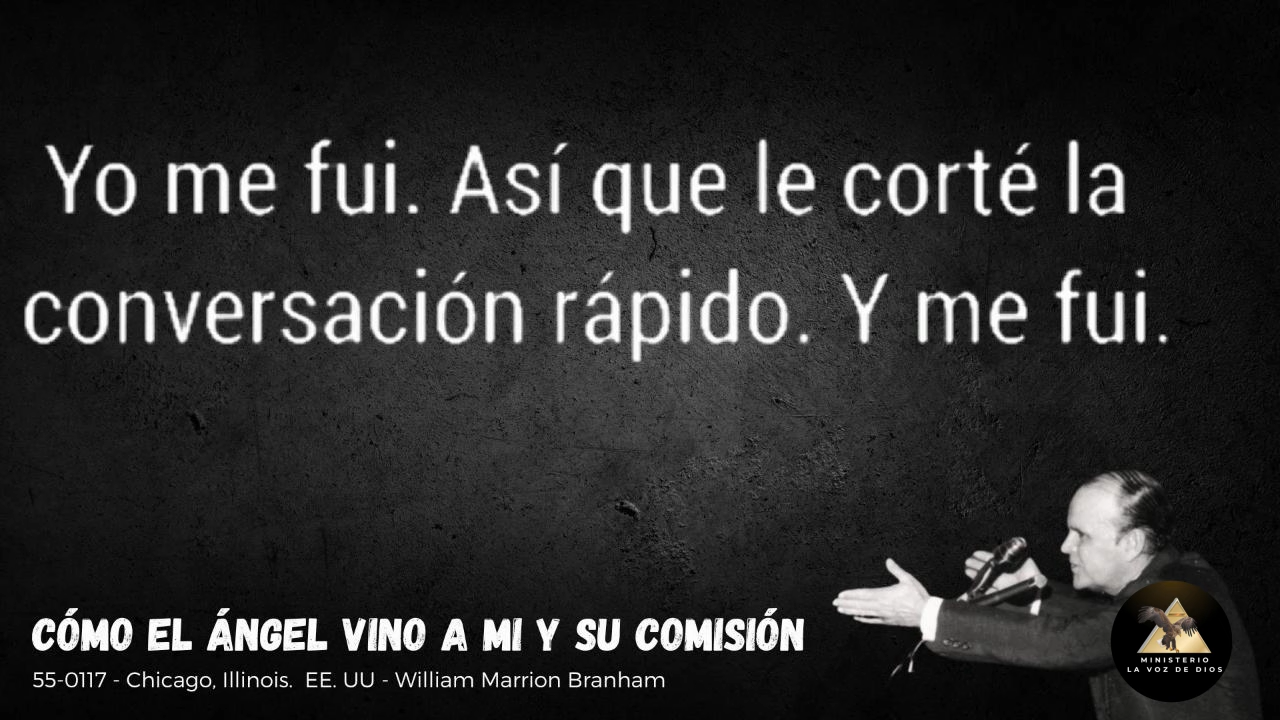 Yo me fui. Así que le corté la
conversación rápido. Y me fui.
CÓMO EL ÁNGEL VINO A MI Y SU COMISIÓN
55-0117 - Chicago, Illinois.  EE. UU - William Marrion Branham
MINISTERIO
LA VOZ DE DIOS